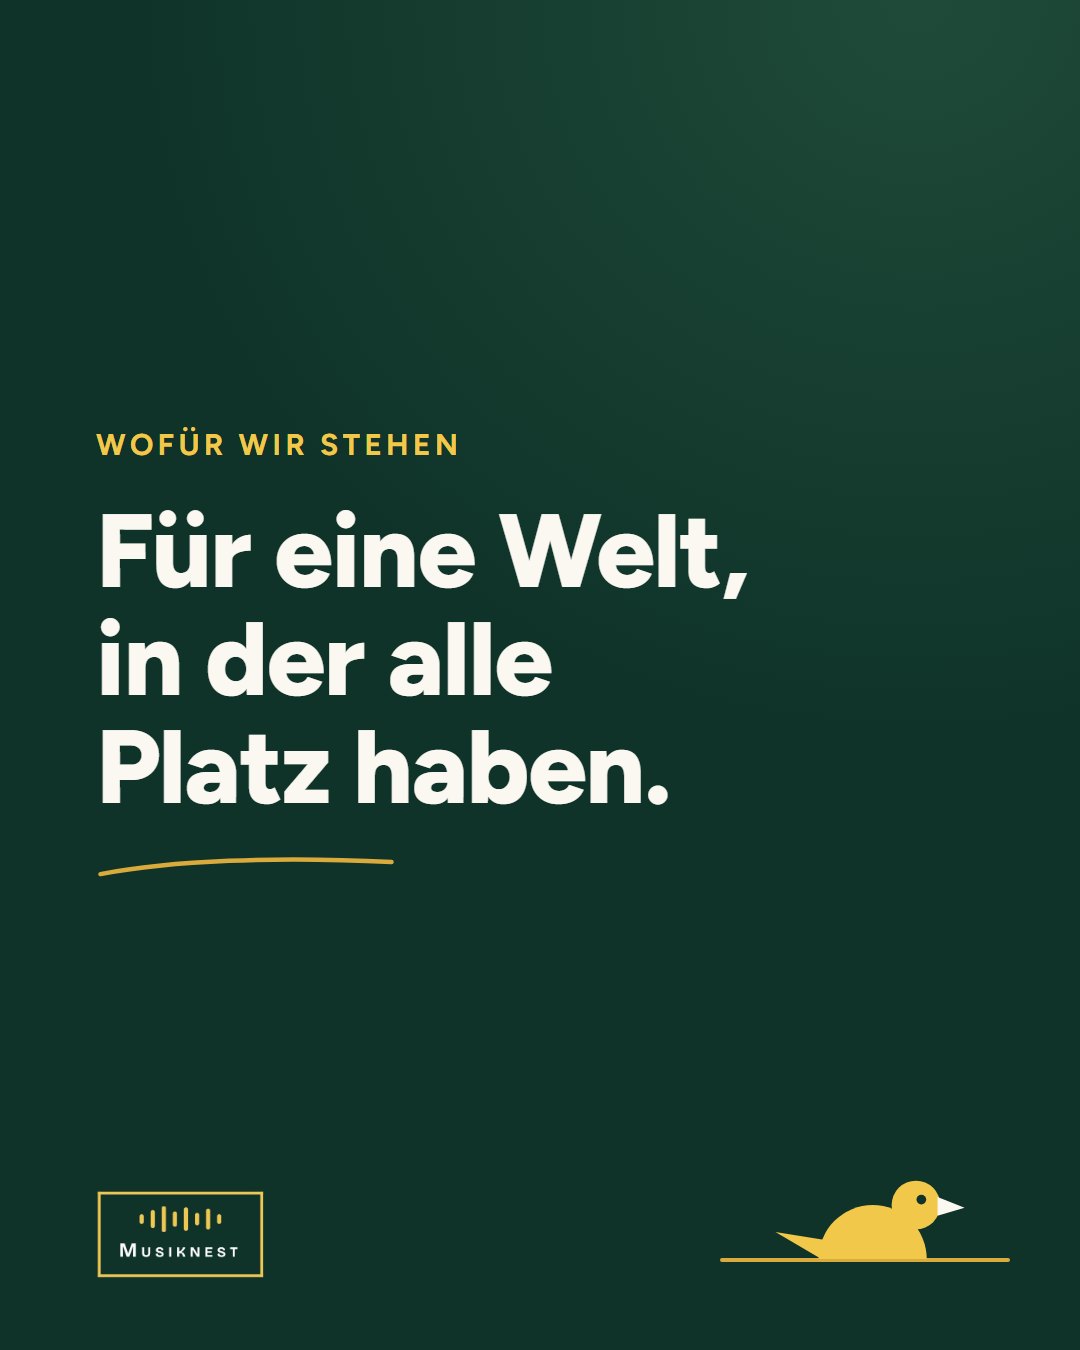 WOFÜR WIR STEHEN
Für eine Welt,
in der alle
Platz haben.
MUSIKNEST